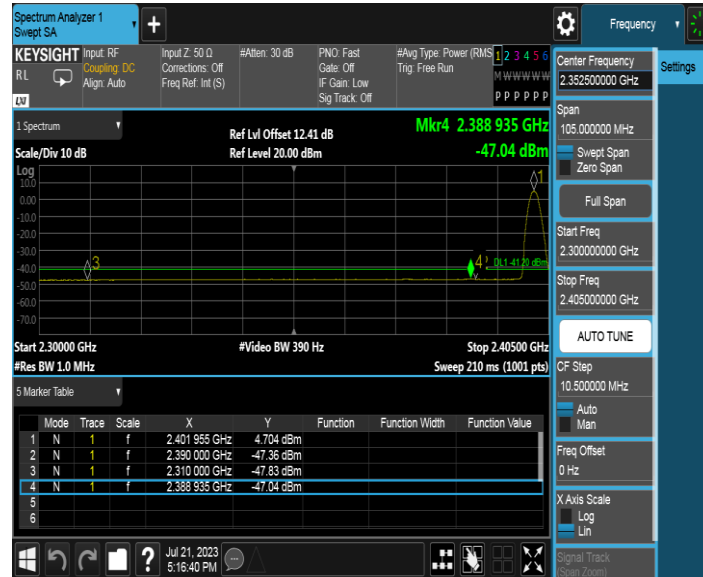 Spectrum Analyzer 1
Swept SA
+
Frequency
KEYSIGHT
RL
LXI
Input: RF
Coupling: DC
Align: Auto
Input Z: 50 Ω
Corrections: Off
Freq Ref: Int (S)
#Atten: 30 dB
PNO: Fast
Gate: Off
IF Gain: Low
Sig Track: Off
#Avg Type: Power (RMS
Trig: Free Run
1 2 3 4 5 6
M W W W W W
P P P P P P
Center Frequency
2.352500000 GHz
Settings
Span
105.000000 MHz
Swept Span
Zero Span
Full Span
Start Freq
2.300000000 GHz
Stop Freq
2.405000000 GHz
AUTO TUNE
CF Step
10.500000 MHz
Auto
Man
Freq Offset
0 Hz
X Axis Scale
Log
Lin
Signal Track
(Span Zoom)
1 Spectrum
Scale/Div 10 dB
Ref Lvl Offset 12.41 dB
Ref Level 20.00 dBm
Mkr4 2.388 935 GHz
-47.04 dBm
Log
10.0
0.00
-10.0
-20.0
-30.0
-40.0
-50.0
-60.0
-70.0
1
3
4
DL1 -41.20 dBm
Start 2.30000 GHz
#Video BW 390 Hz
Stop 2.40500 GHz
#Res BW 1.0 MHz
Sweep 210 ms (1001 pts)
5 Marker Table
Mode Trace Scale X Y Function Function Width Function Value
1 N 1 f 2.401 955 GHz 4.704 dBm
2 N 1 f 2.390 000 GHz -47.36 dBm
3 N 1 f 2.310 000 GHz -47.83 dBm
4 N 1 f 2.388 935 GHz -47.04 dBm
5
6
?
Jul 21, 2023
5:16:40 PM